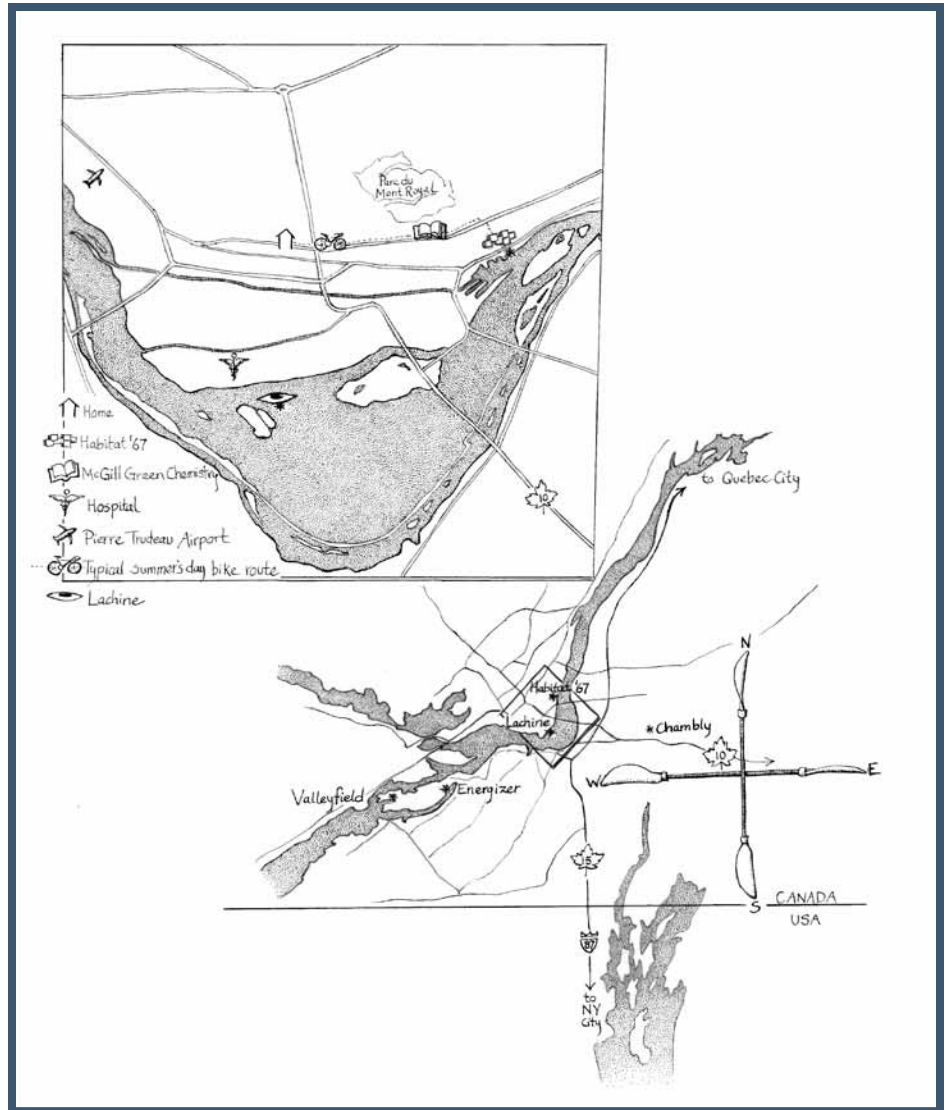 Parc du
Mont Royal
10
Home
Habitat '67
McGill Green Chemistry
Hospital
Pierre Trudeau Airport
Typical summer's day bike route
Lachine
to Quebec City
N
Habitat '67
Lachine
Chambly
10
W
E
Valleyfield
Energizer
15
S
CANADA
USA
87
to
NY
City